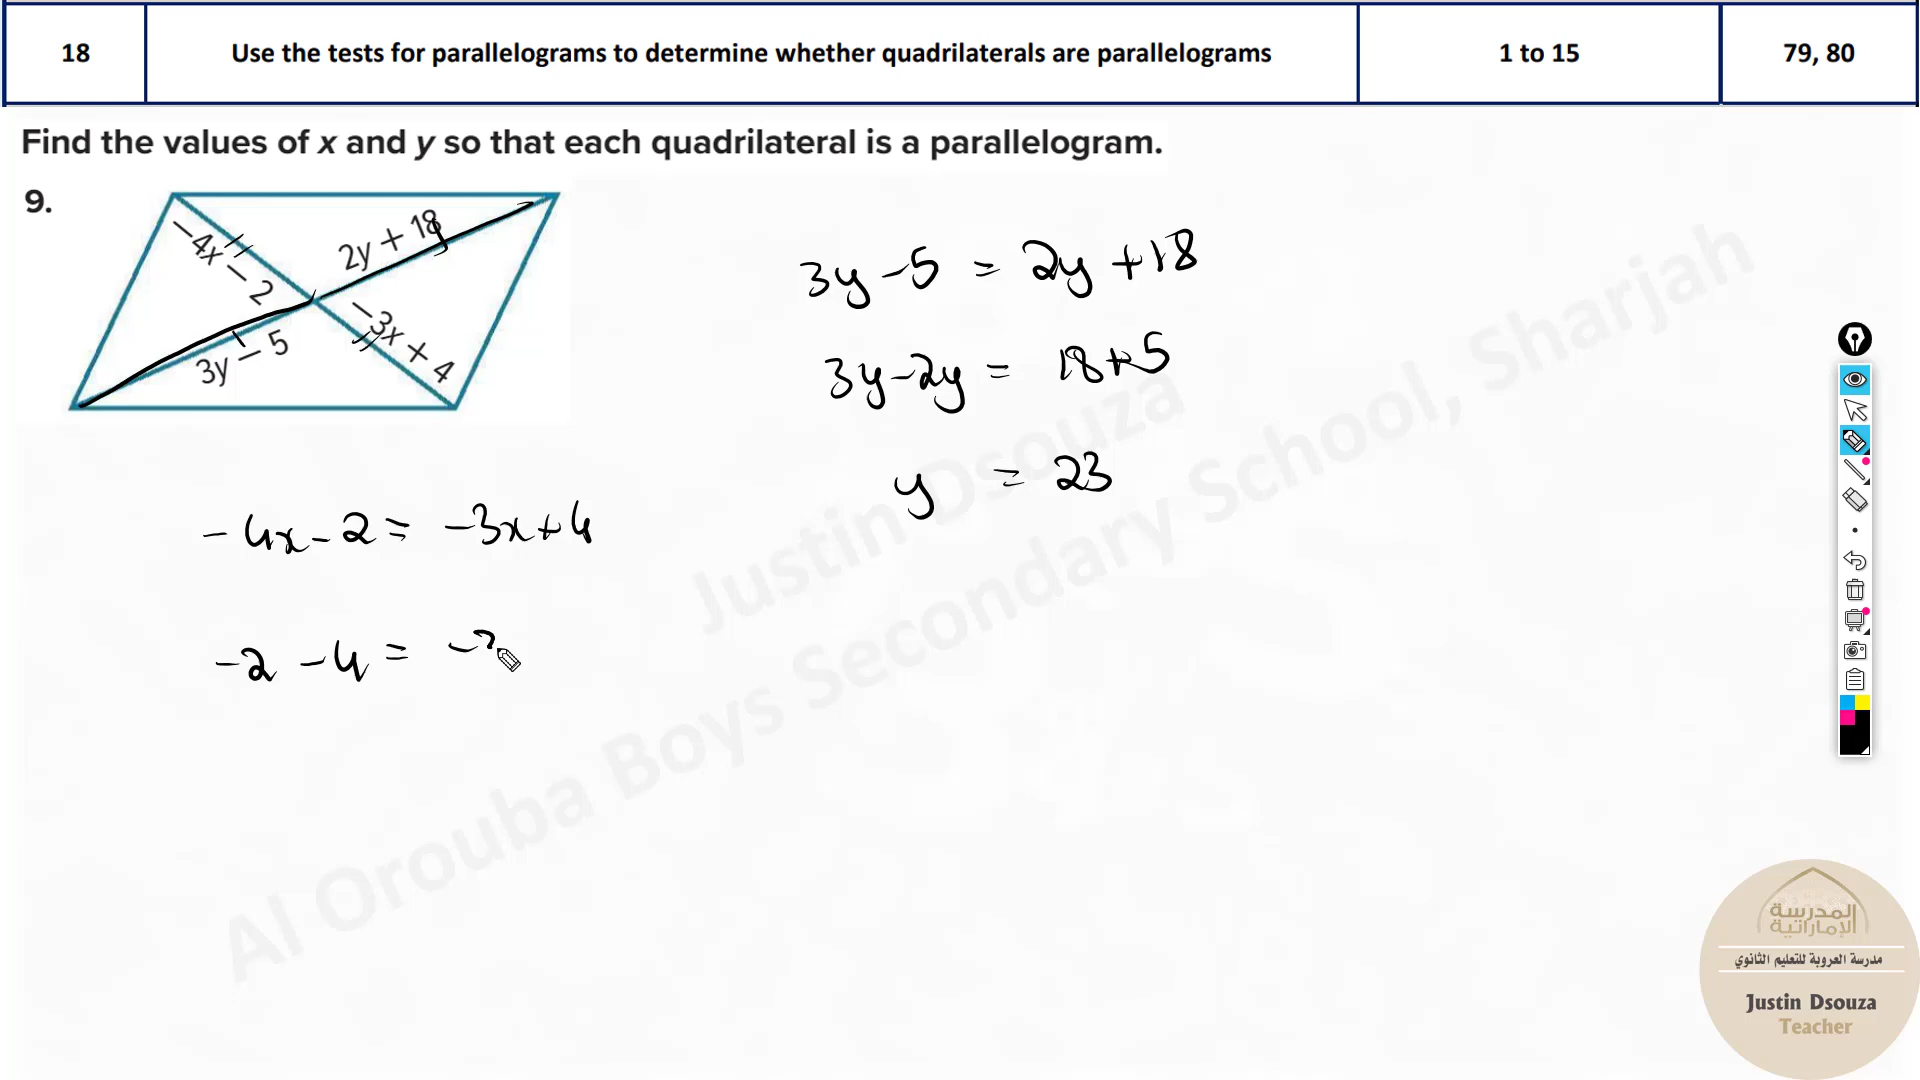 18 Use the tests for parallelograms to determine whether quadrilaterals are parallelograms 1 to 15 79, 80
Find the values of x and y so that each quadrilateral is a parallelogram.
9.
−4x − 2
2y + 18
3y − 5
−3x + 4
3y − 5 = 2y + 18
3y − 2y = 18 + 5
y = 23
−4x − 2 = −3x + 4
−2 − 4 =
Justin Dsouza
Al Orouba Boys Secondary School, Sharjah
المدرسة
الإماراتية
مدرسة العروبة للتعليم الثانوي
Justin Dsouza
Teacher